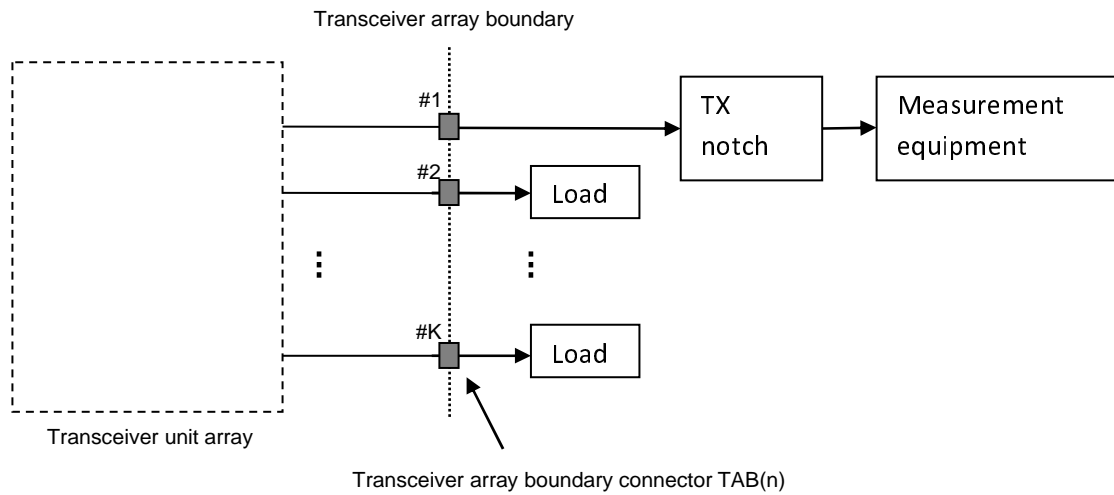 Transceiver array boundary
#1
TX
notch
Measurement
equipment
#2
Load
#K
Load
Transceiver unit array
Transceiver array boundary connector TAB(n)